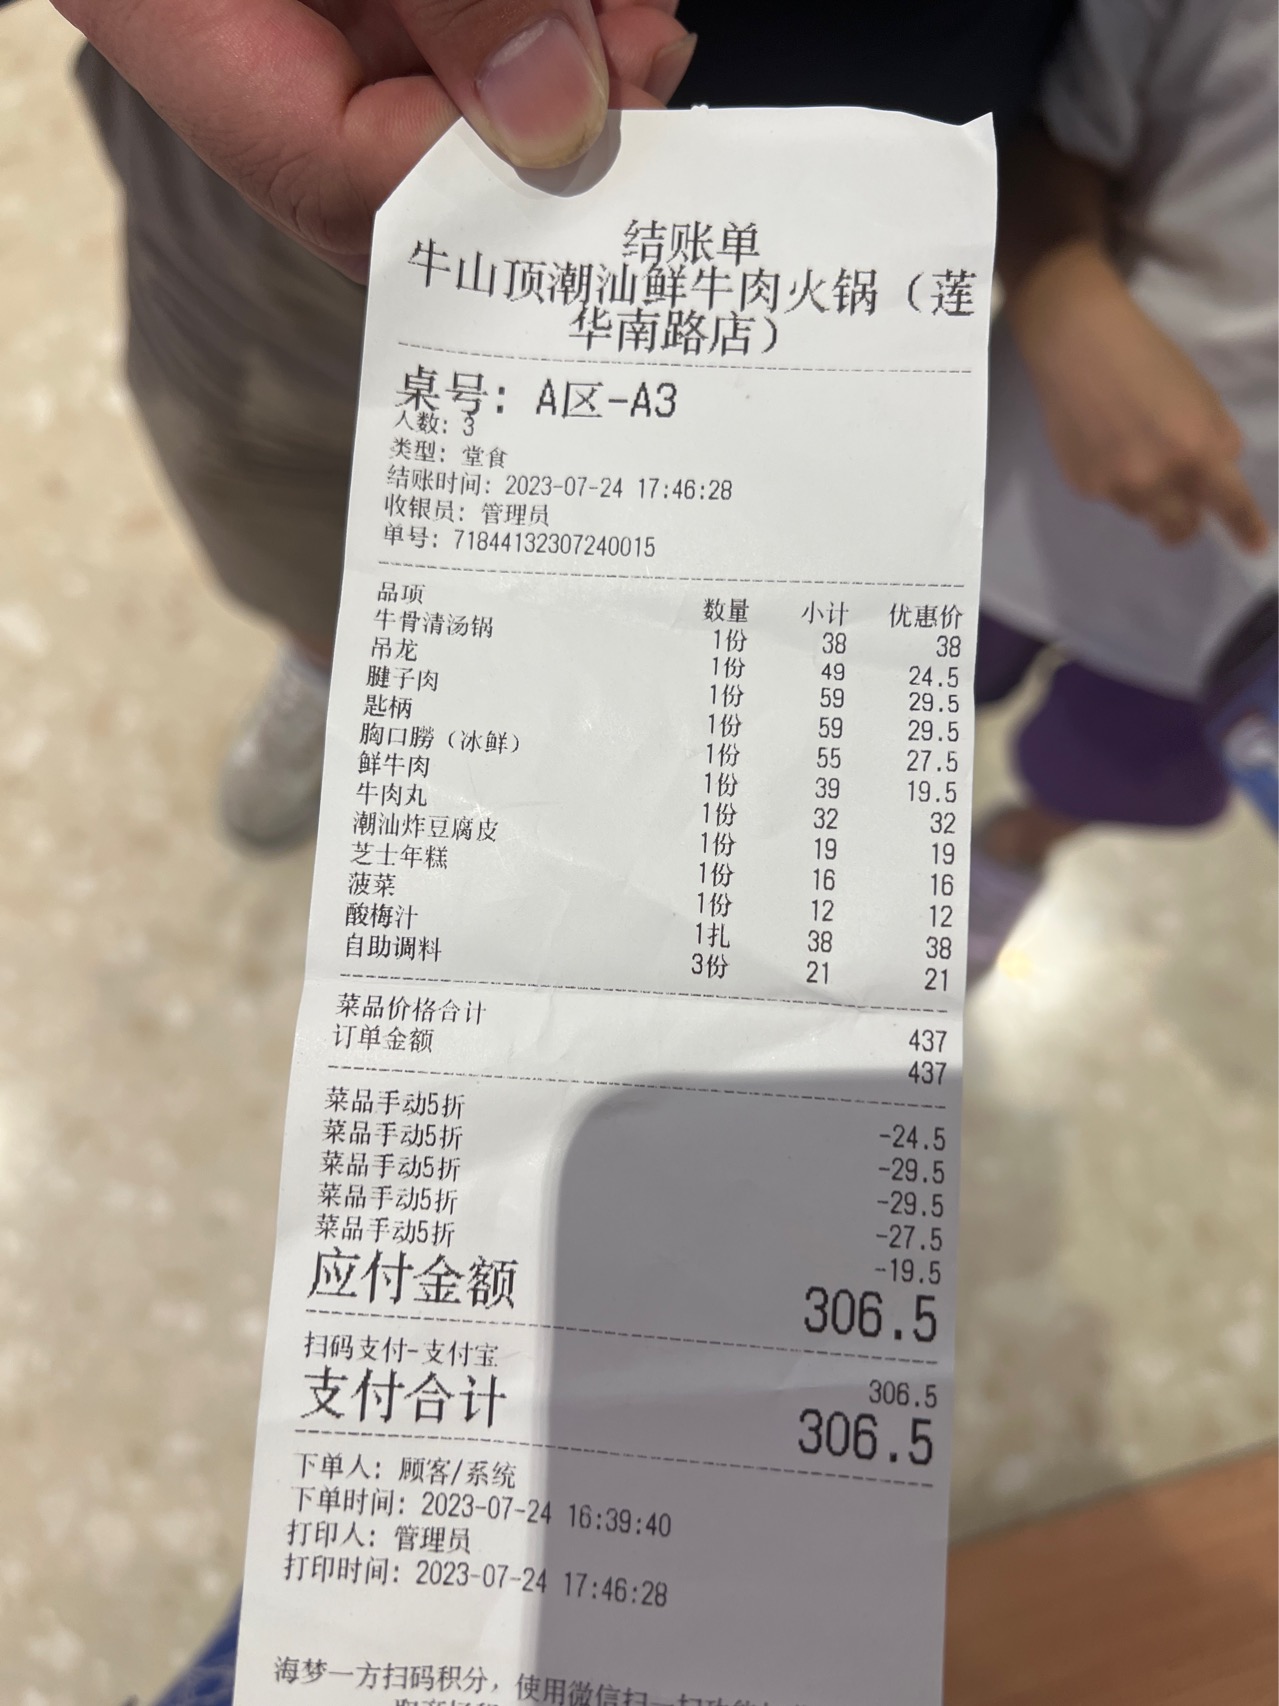 结账单
牛山顶潮汕鲜牛肉火锅（莲
华南路店）
桌号: A区-A3
人数: 3
类型: 堂食
结账时间: 2023-07-24 17:46:28
收银员: 管理员
单号: 71844132307240015
品项 数量 小计 优惠价
牛骨清汤锅 1份 38 38
吊龙 1份 49 24.5
腱子肉 1份 59 29.5
匙柄 1份 59 29.5
胸口朥（冰鲜） 1份 55 27.5
鲜牛肉 1份 39 19.5
牛肉丸 1份 32 32
潮汕炸豆腐皮 1份 19 19
芝士年糕 1份 16 16
菠菜 1份 12 12
酸梅汁 1扎 38 38
自助调料 3份 21 21
菜品价格合计 437
订单金额 437
菜品手动5折 -24.5
菜品手动5折 -29.5
菜品手动5折 -29.5
菜品手动5折 -27.5
菜品手动5折 -19.5
应付金额 306.5
扫码支付-支付宝 306.5
支付合计 306.5
下单人: 顾客/系统
下单时间: 2023-07-24 16:39:40
打印人: 管理员
打印时间: 2023-07-24 17:46:28
海梦一方扫码积分，使用微信扫一扫功能